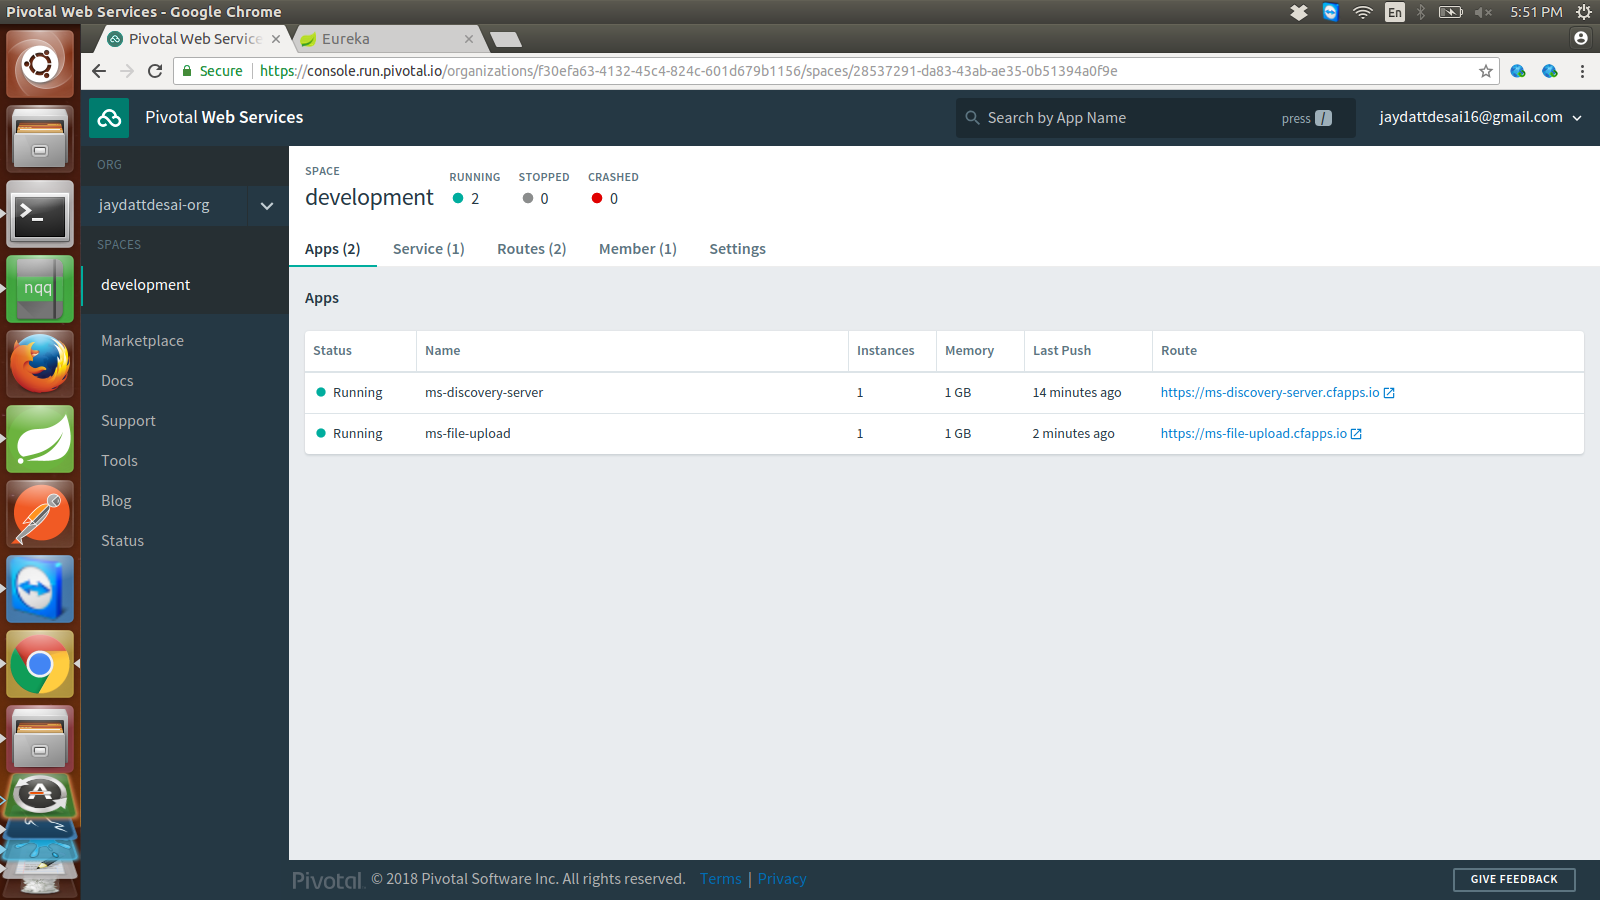 Pivotal Web Services - Google Chrome
En
5:51 PM
Pivotal Web Service
Eureka
Secure
https://console.run.pivotal.io/organizations/f30efa63-4132-45c4-824c-601d679b1156/spaces/28537291-da83-43ab-ae35-0b51394a0f9e
Pivotal Web Services
Search by App Name
press /
jaydattdesai16@gmail.com
ORG
jaydattdesai-org
SPACES
development
Marketplace
Docs
Support
Tools
Blog
Status
SPACE
development
RUNNING STOPPED CRASHED
2 0 0
Apps (2) Service (1) Routes (2) Member (1) Settings
Apps
Status Name Instances Memory Last Push Route
Running ms-discovery-server 1 1 GB 14 minutes ago https://ms-discovery-server.cfapps.io
Running ms-file-upload 1 1 GB 2 minutes ago https://ms-file-upload.cfapps.io
nqq
Pivotal © 2018 Pivotal Software Inc. All rights reserved. Terms | Privacy
GIVE FEEDBACK